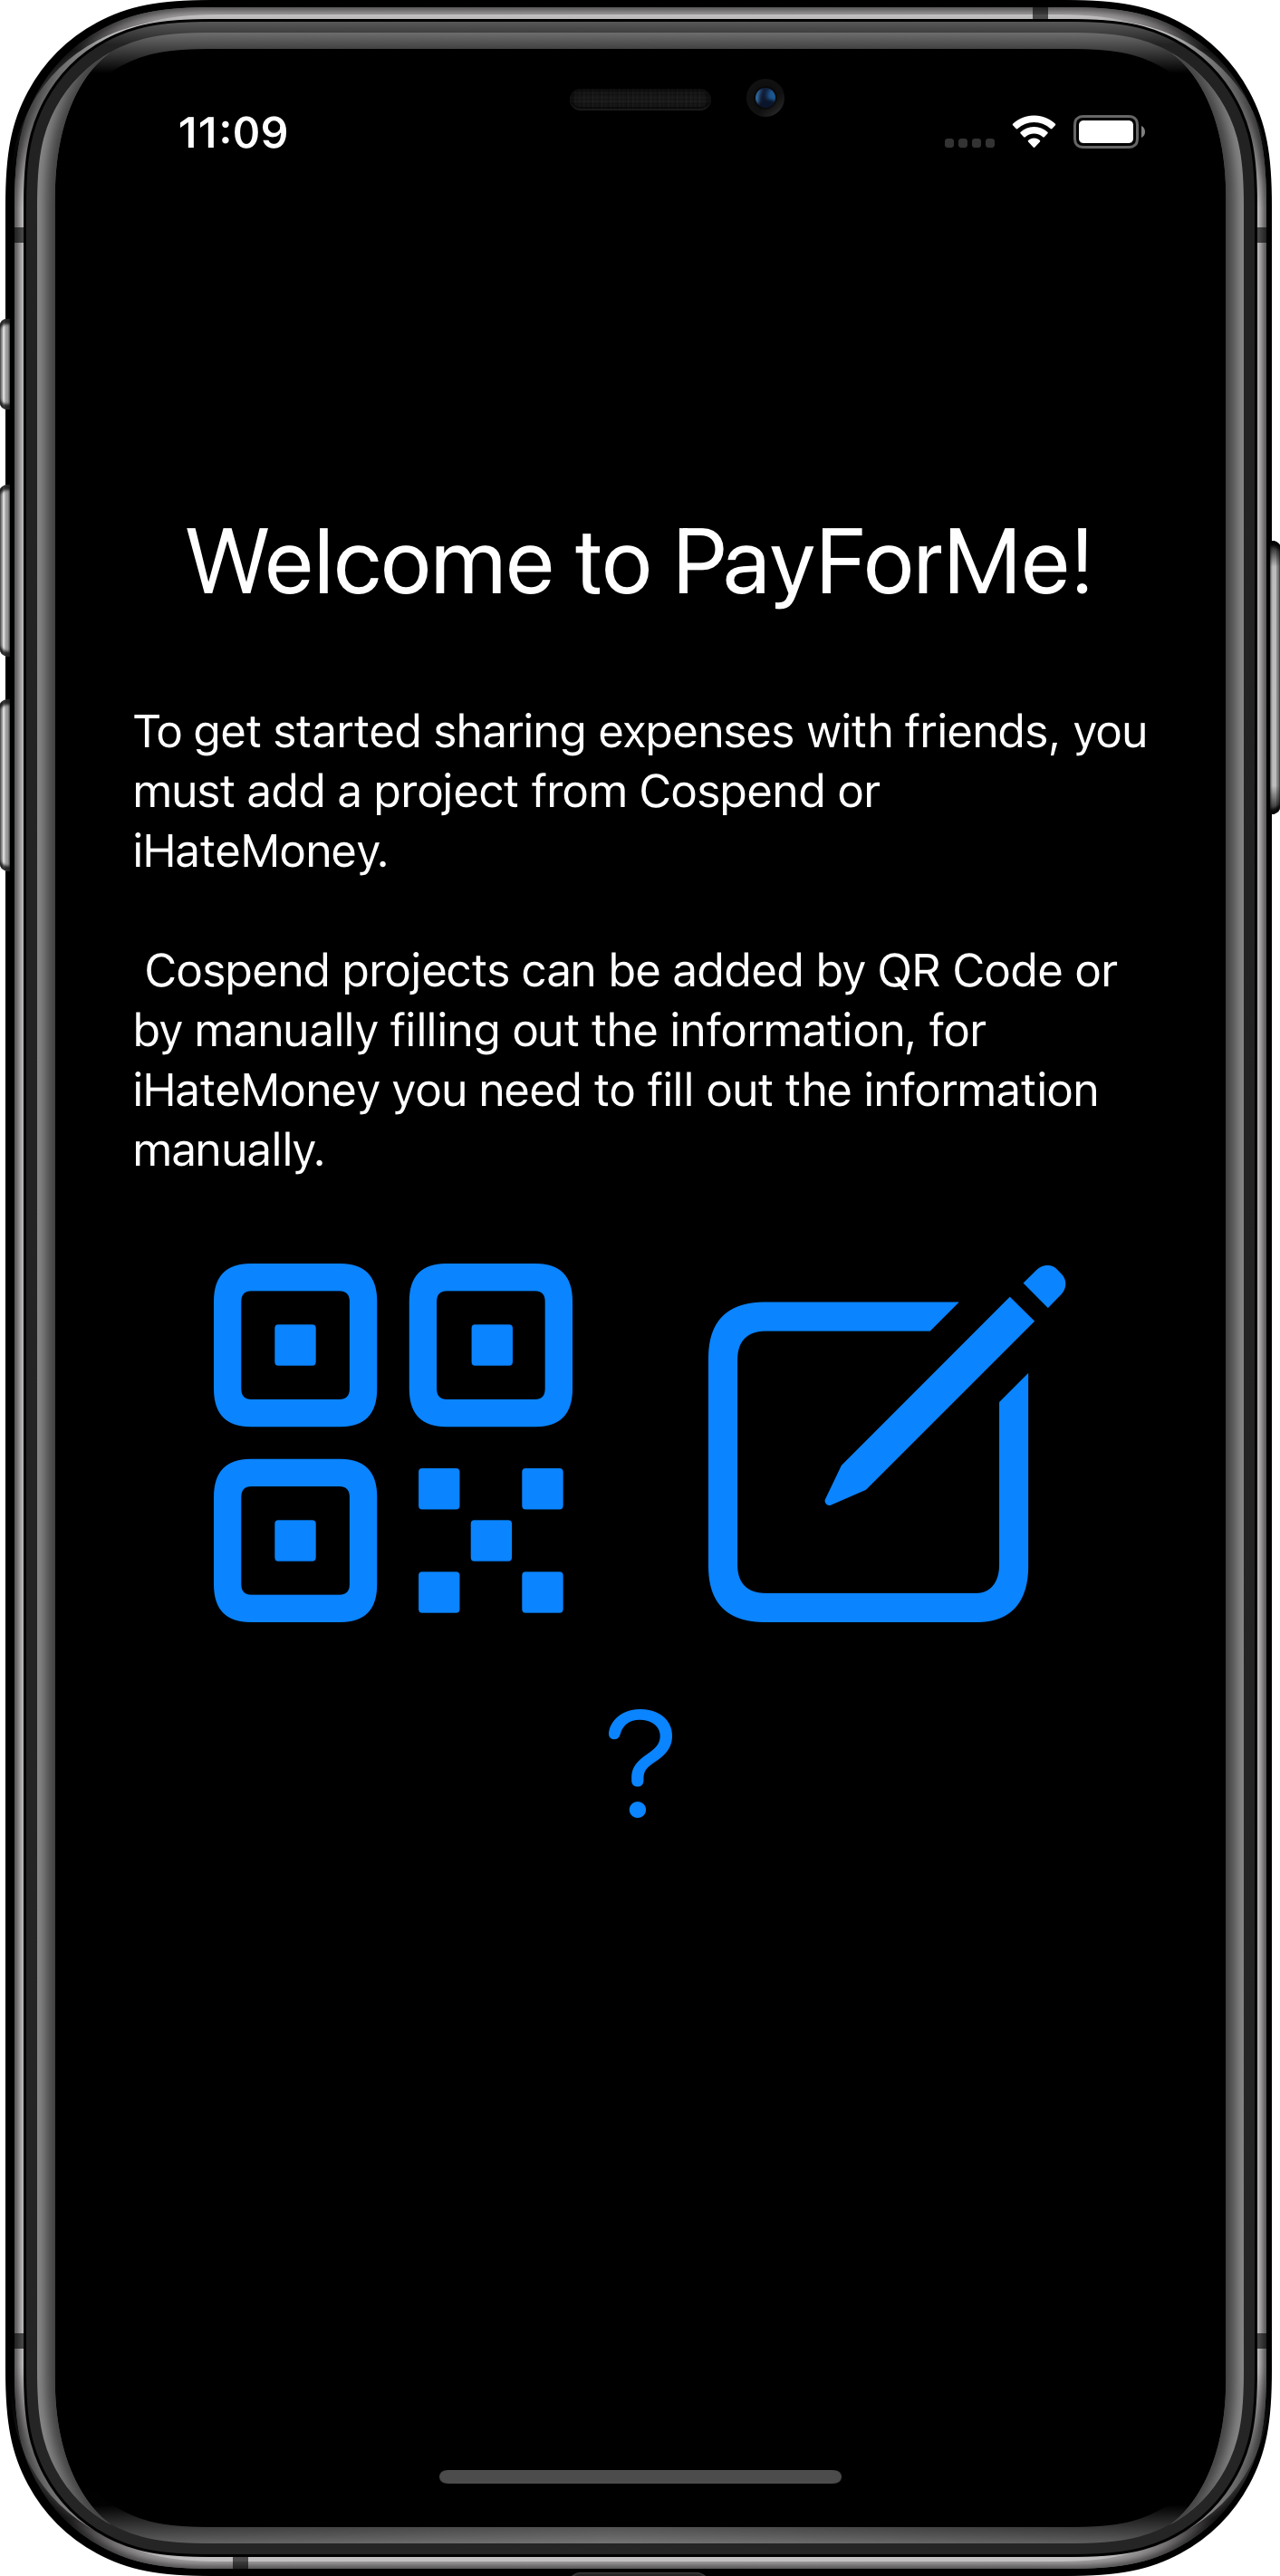 11:09
Welcome to PayForMe!
To get started sharing expenses with friends, you
must add a project from Cospend or
iHateMoney.
Cospend projects can be added by QR Code or
by manually filling out the information, for
iHateMoney you need to fill out the information
manually.
?